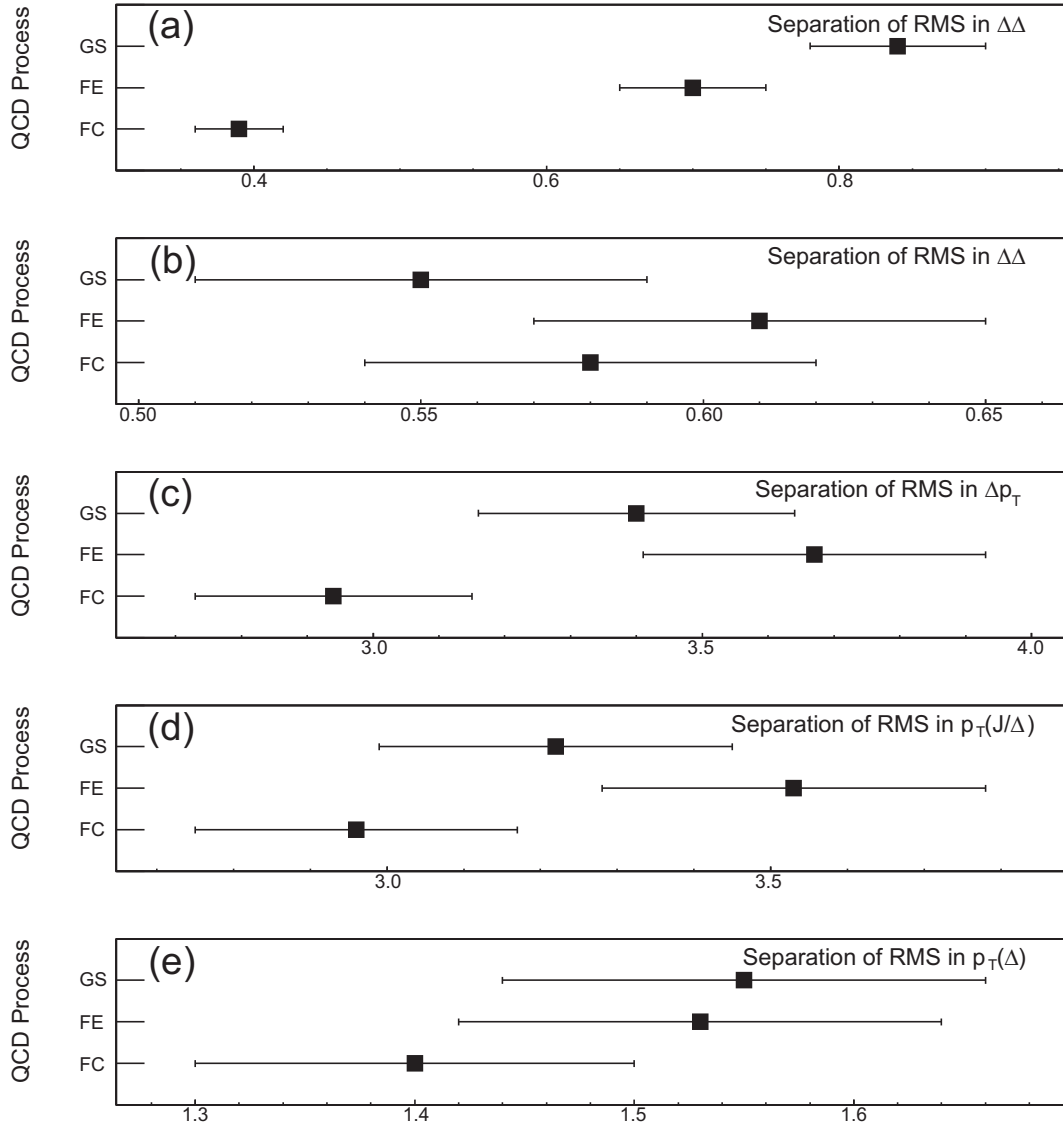 QCD Process
(a)
Separation of RMS in ΔΔ
GS
FE
FC
0.4 0.6 0.8
QCD Process
(b)
Separation of RMS in ΔΔ
GS
FE
FC
0.50 0.55 0.60 0.65
QCD Process
(c)
Separation of RMS in Δp_T
GS
FE
FC
3.0 3.5 4.0
QCD Process
(d)
Separation of RMS in p_T(J/Δ)
GS
FE
FC
3.0 3.5
QCD Process
(e)
Separation of RMS in p_T(Δ)
GS
FE
FC
1.3 1.4 1.5 1.6